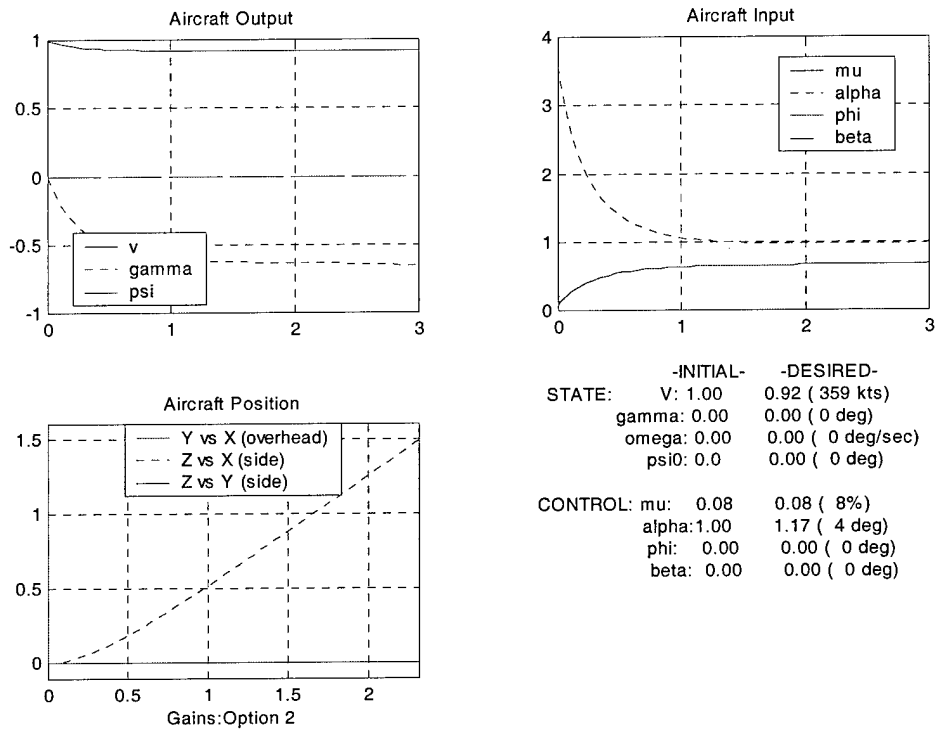 Aircraft Output
1
0.5
0
-0.5
-1
v
gamma
psi
0
1
2
3
Aircraft Input
4
3
2
1
0
mu
alpha
phi
beta
0
1
2
3
Aircraft Position
1.5
1
0.5
0
Y vs X (overhead)
Z vs X (side)
Z vs Y (side)
0
0.5
1
1.5
2
Gains:Option 2
-INITIAL- -DESIRED-
STATE: V: 1.00 0.92 ( 359 kts)
gamma: 0.00 0.00 ( 0 deg)
omega: 0.00 0.00 ( 0 deg/sec)
psi0: 0.0 0.00 ( 0 deg)
CONTROL: mu: 0.08 0.08 ( 8%)
alpha:1.00 1.17 ( 4 deg)
phi: 0.00 0.00 ( 0 deg)
beta: 0.00 0.00 ( 0 deg)